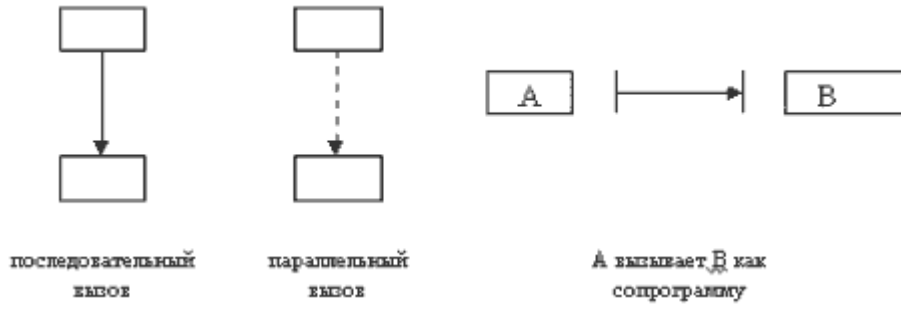 A
B
последовательный
вызов
параллельный
вызов
А вызывает В как
сопрограмму